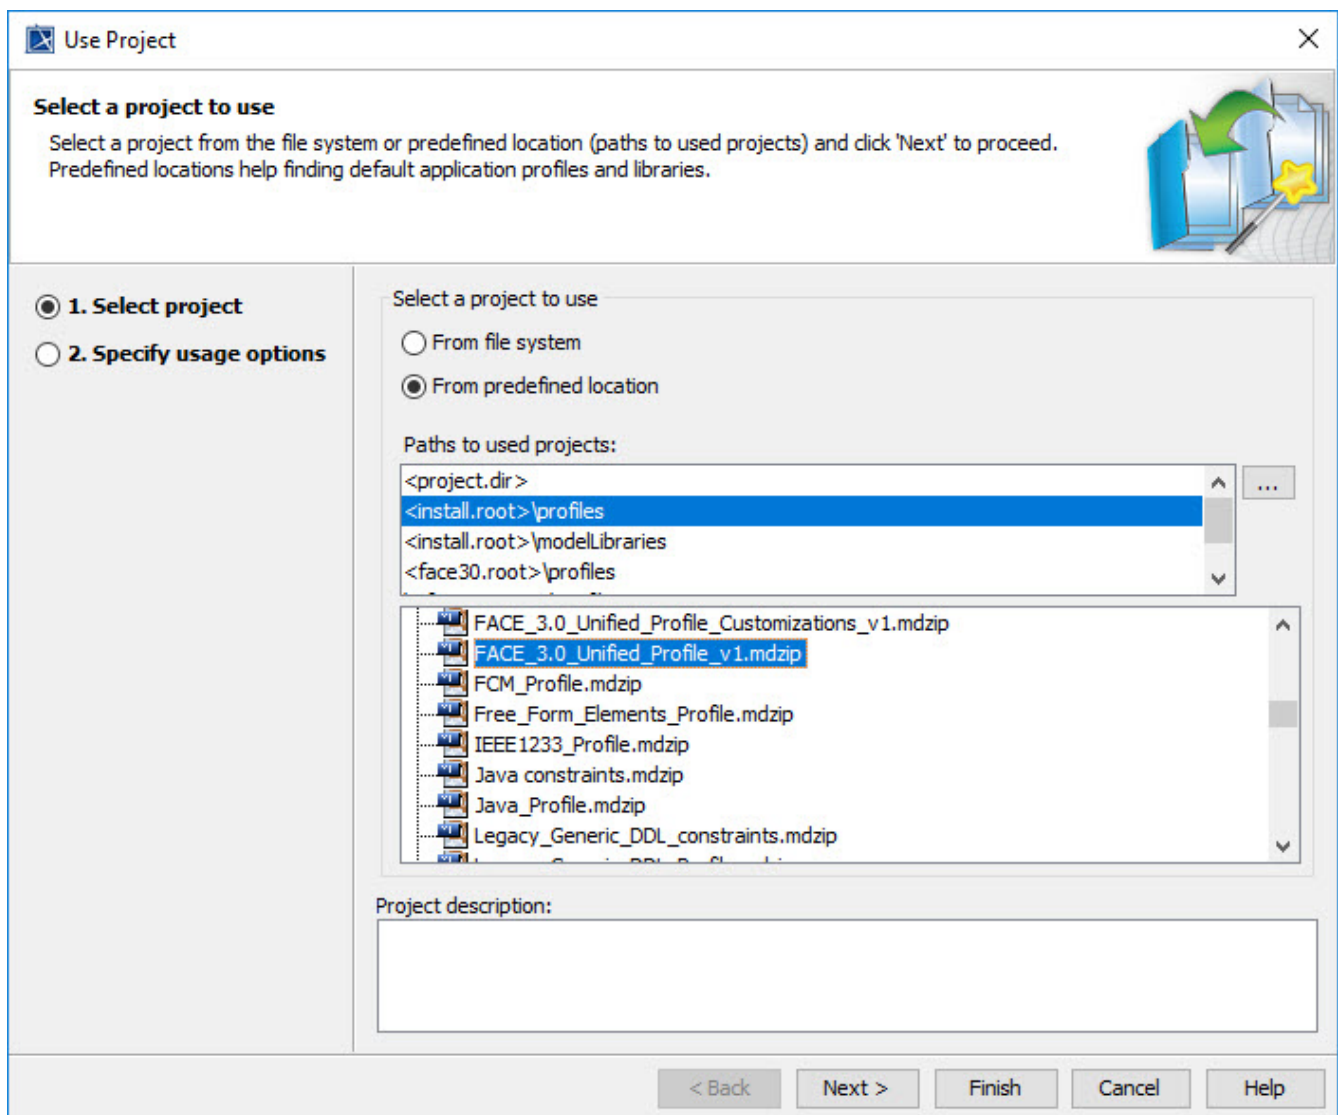 Use Project
Select a project to use
Select a project from the file system or predefined location (paths to used projects) and click 'Next' to proceed.
Predefined locations help finding default application profiles and libraries.
1. Select project
2. Specify usage options
Select a project to use
From file system
From predefined location
Paths to used projects:
<project.dir>
...
<install.root>\profiles
<install.root>\modelLibraries
<face30.root>\profiles
FACE_3.0_Unified_Profile_Customizations_v1.mdzip
FACE_3.0_Unified_Profile_v1.mdzip
FCM_Profile.mdzip
Free_Form_Elements_Profile.mdzip
IEEE1233_Profile.mdzip
Java constraints.mdzip
Java_Profile.mdzip
Legacy_Generic_DDL_constraints.mdzip
Project description:
< Back Next > Finish Cancel Help